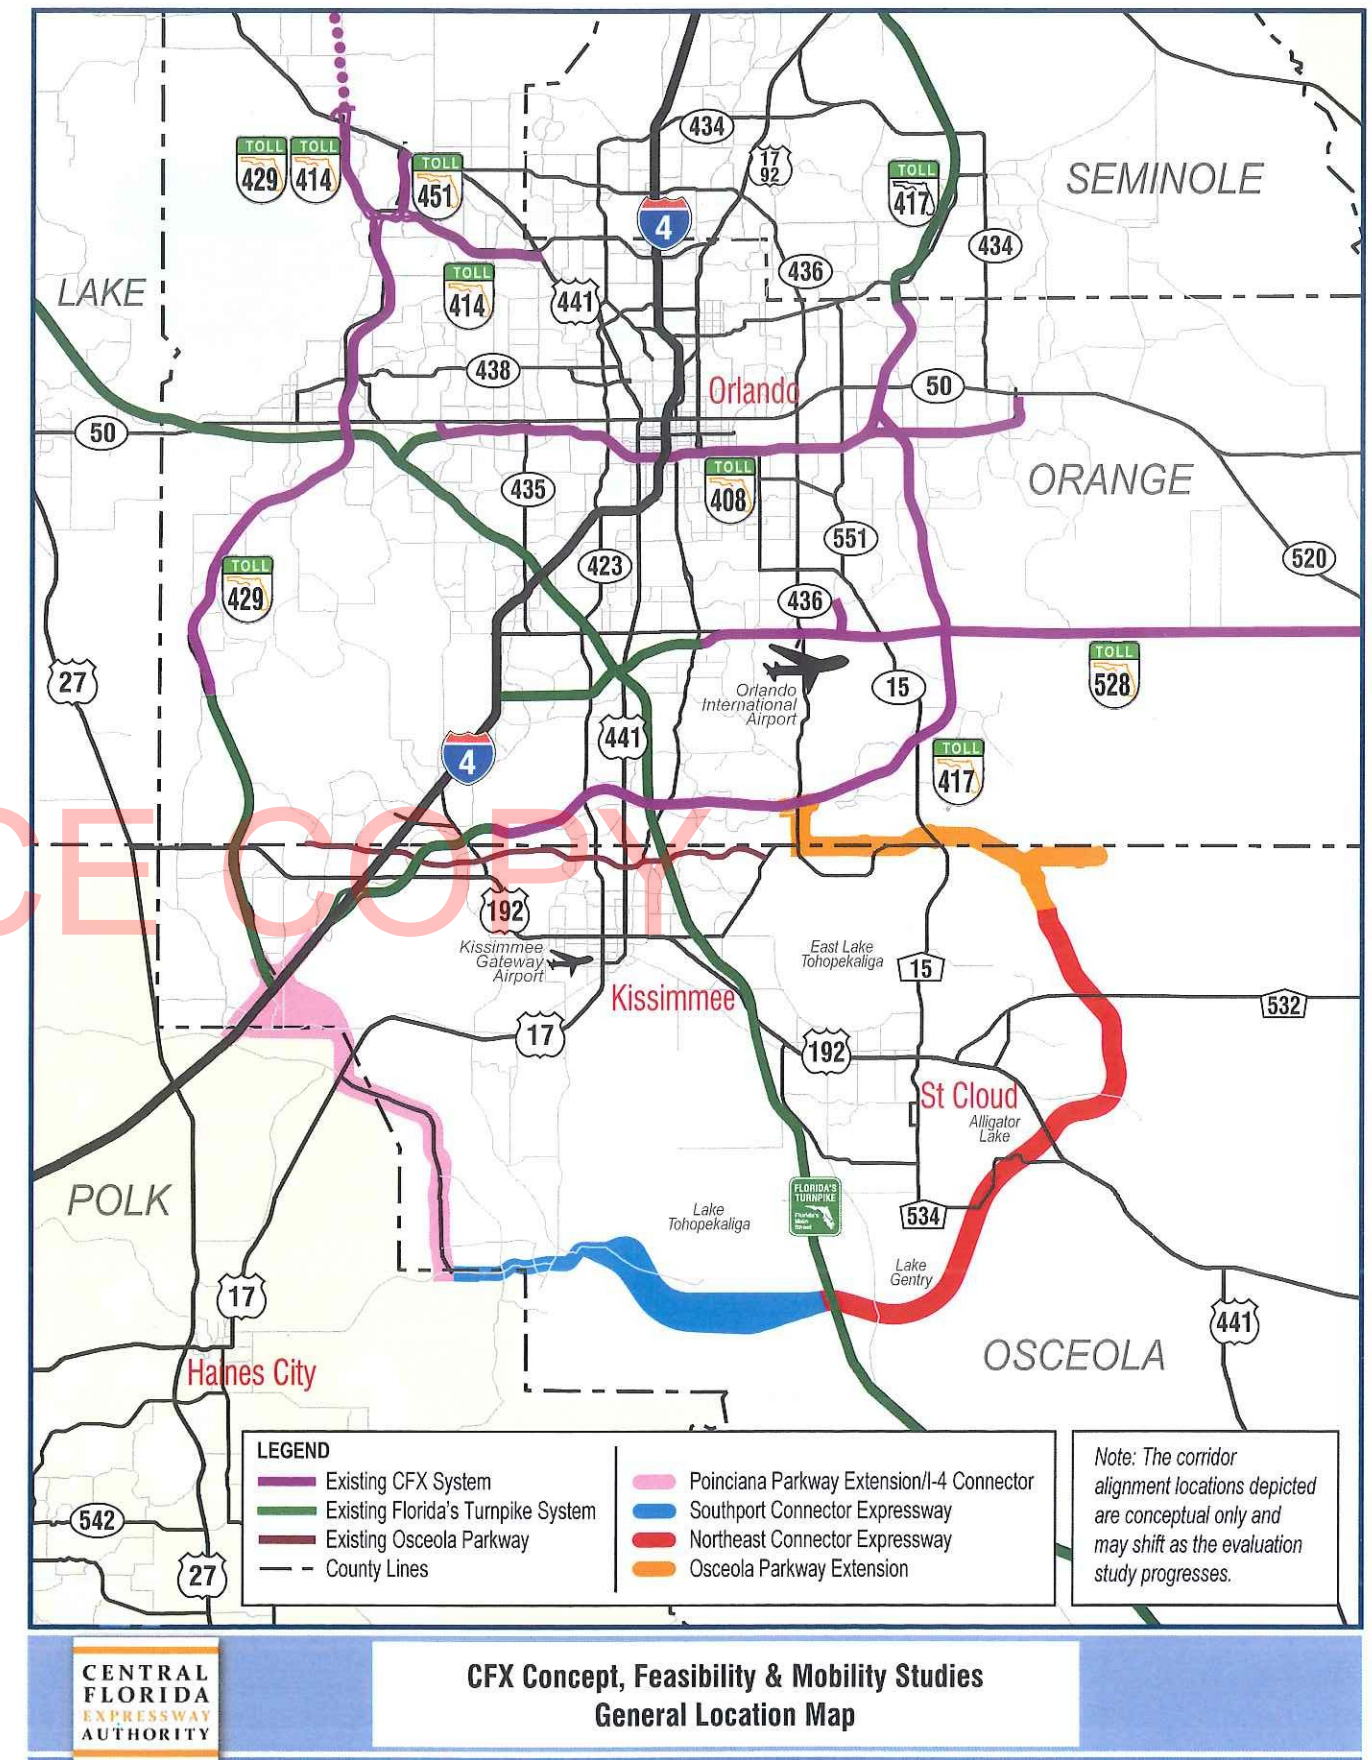 434
17
92
TOLL
429
TOLL
414
TOLL
451
TOLL
417
SEMINOLE
4
434
436
LAKE
TOLL
414
441
438
Orlando
50
50
ORANGE
435
TOLL
408
551
520
423
TOLL
429
436
27
Orlando
International
Airport
15
TOLL
528
441
4
TOLL
417
CE COPY
192
Kissimmee
Gateway
Airport
East Lake
Tohopekaliga
15
Kissimmee
532
17
192
St Cloud
Alligator
Lake
POLK
FLORIDA'S
TURNPIKE
Florida's
Main
Street
Lake
Tohopekaliga
534
Lake
Gentry
17
441
OSCEOLA
Haines City
542
27
LEGEND
Existing CFX System
Existing Florida's Turnpike System
Existing Osceola Parkway
County Lines
Poinciana Parkway Extension/I-4 Connector
Southport Connector Expressway
Northeast Connector Expressway
Osceola Parkway Extension
Note: The corridor
alignment locations depicted
are conceptual only and
may shift as the evaluation
study progresses.
CENTRAL
FLORIDA
EXPRESSWAY
AUTHORITY
CFX Concept, Feasibility & Mobility Studies
General Location Map